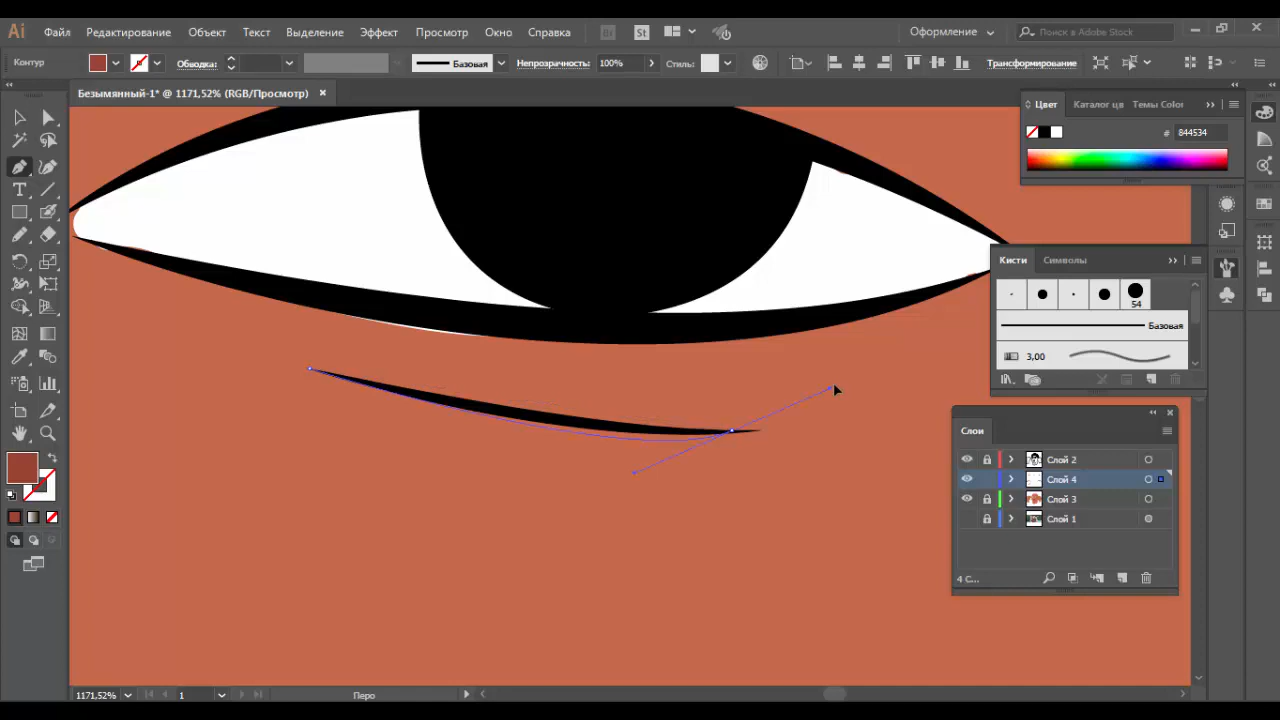 Ai Файл Редактирование Объект Текст Выделение Эффект Просмотр Окно Справка Br St Оформление Поиск в Adobe Stock
Контур Обводка: Базовая Непрозрачность: 100% Стиль: Трансформирование
Безымянный-1* @ 1171,52% (RGB/Просмотр) ×
Цвет Каталог цв Темы Color
# 844534
Кисти Символы
54
Базовая
3,00
Слои
Слой 2
Слой 4
Слой 3
Слой 1
4 С...
1171,52% 1 Перо